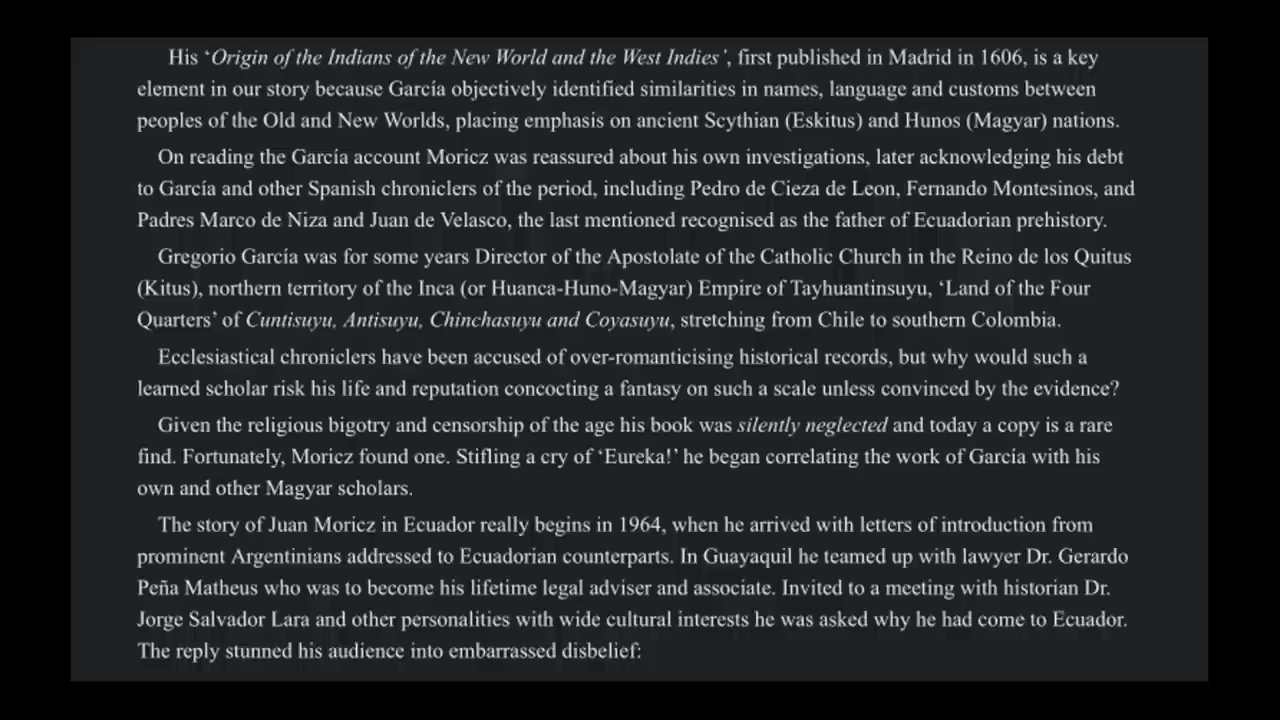 His ‘Origin of the Indians of the New World and the West Indies’, first published in Madrid in 1606, is a key
element in our story because García objectively identified similarities in names, language and customs between
peoples of the Old and New Worlds, placing emphasis on ancient Scythian (Eskitus) and Hunos (Magyar) nations.
On reading the García account Moricz was reassured about his own investigations, later acknowledging his debt
to García and other Spanish chroniclers of the period, including Pedro de Cieza de Leon, Fernando Montesinos, and
Padres Marco de Niza and Juan de Velasco, the last mentioned recognised as the father of Ecuadorian prehistory.
Gregorio García was for some years Director of the Apostolate of the Catholic Church in the Reino de los Quitus
(Kitus), northern territory of the Inca (or Huanca-Huno-Magyar) Empire of Tayhuantinsuyu, ‘Land of the Four
Quarters’ of Cuntisuyu, Antisuyu, Chinchasuyu and Coyasuyu, stretching from Chile to southern Colombia.
Ecclesiastical chroniclers have been accused of over-romanticising historical records, but why would such a
learned scholar risk his life and reputation concocting a fantasy on such a scale unless convinced by the evidence?
Given the religious bigotry and censorship of the age his book was silently neglected and today a copy is a rare
find. Fortunately, Moricz found one. Stifling a cry of ‘Eureka!’ he began correlating the work of García with his
own and other Magyar scholars.
The story of Juan Moricz in Ecuador really begins in 1964, when he arrived with letters of introduction from
prominent Argentinians addressed to Ecuadorian counterparts. In Guayaquil he teamed up with lawyer Dr. Gerardo
Peña Matheus who was to become his lifetime legal adviser and associate. Invited to a meeting with historian Dr.
Jorge Salvador Lara and other personalities with wide cultural interests he was asked why he had come to Ecuador.
The reply stunned his audience into embarrassed disbelief: